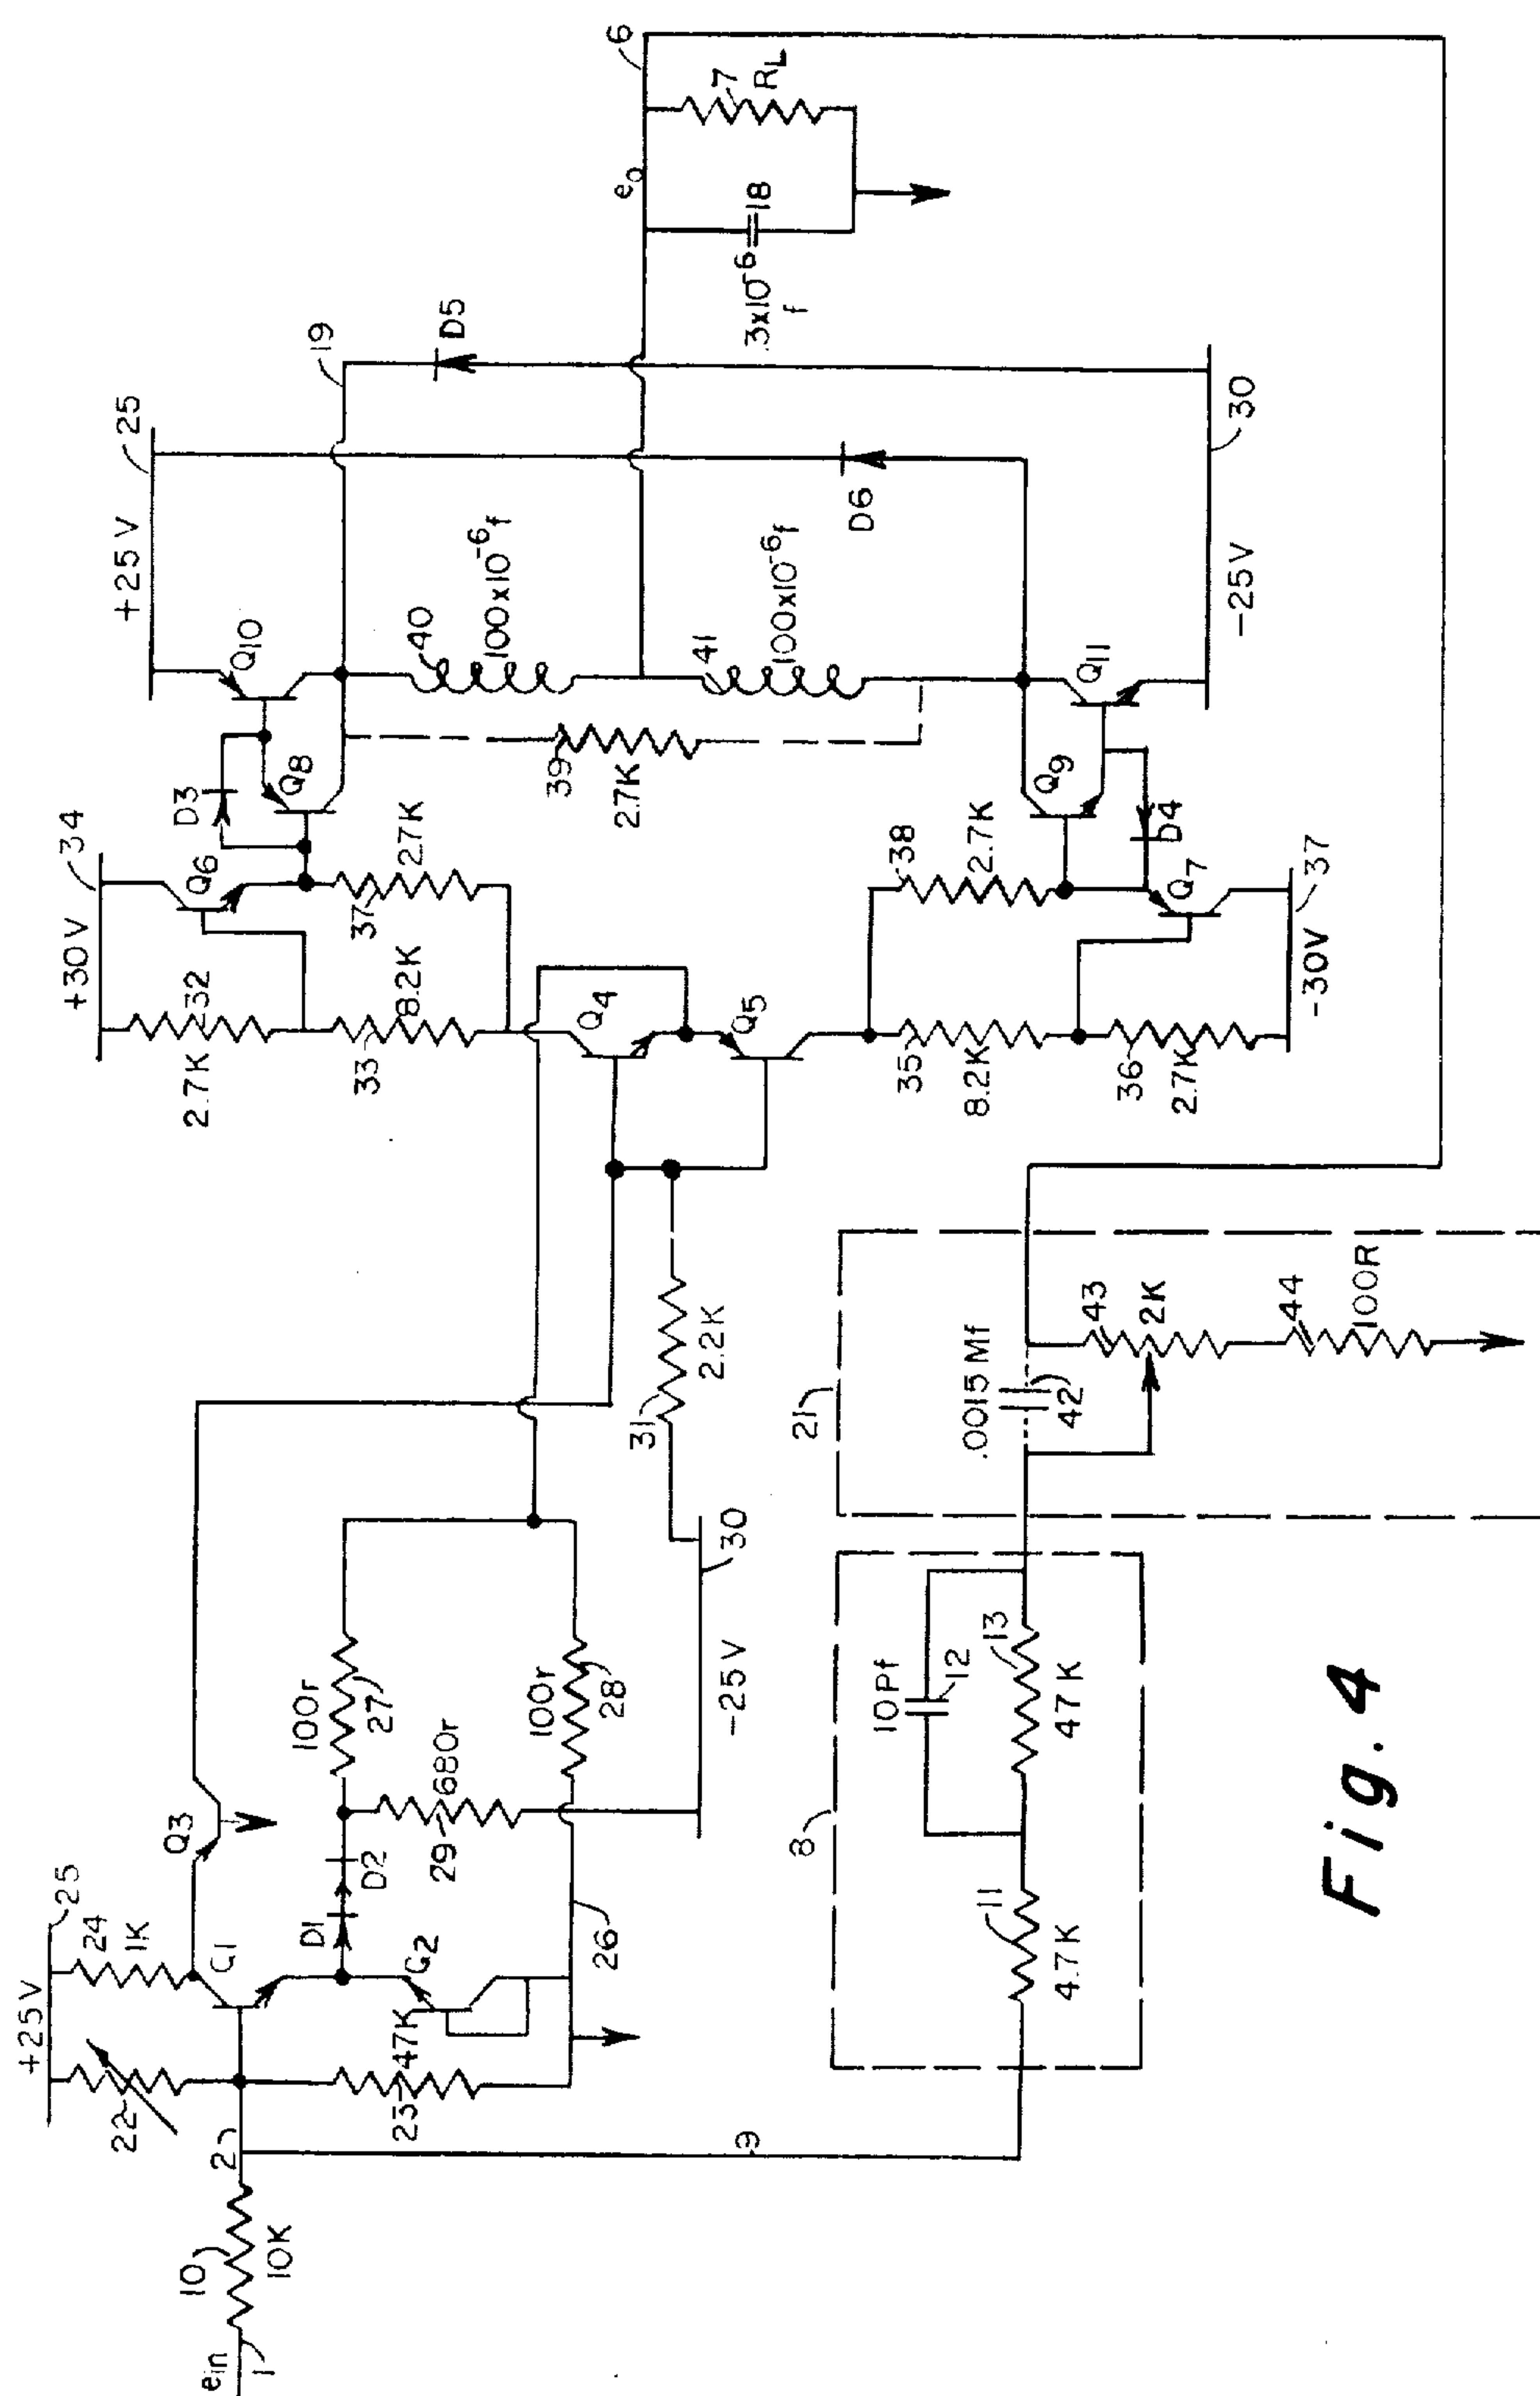 +25V
25
22
24
1K
Q1
Q3
ein
1
10
10K
2
23
47K
Q2
D1
D2
100r
27
29
680r
100r
28
26
-25V
30
31
2.2K
9
8
11
4.7K
10Pf
12
13
47K
21
.0015Mf
42
43
2K
44
100R
+30V
34
2.7K
32
33
8.2K
Q6
37
2.7K
D3
Q8
Q10
+25V
25
19
Q4
Q5
39
2.7K
40
100x10-6f
41
100x10-6f
D5
D6
35
8.2K
36
2.7K
38
2.7K
Q9
Q11
D4
Q7
-30V
37
-25V
30
eo
6
7
RL
.3x10-6
f
18
Fig. 4